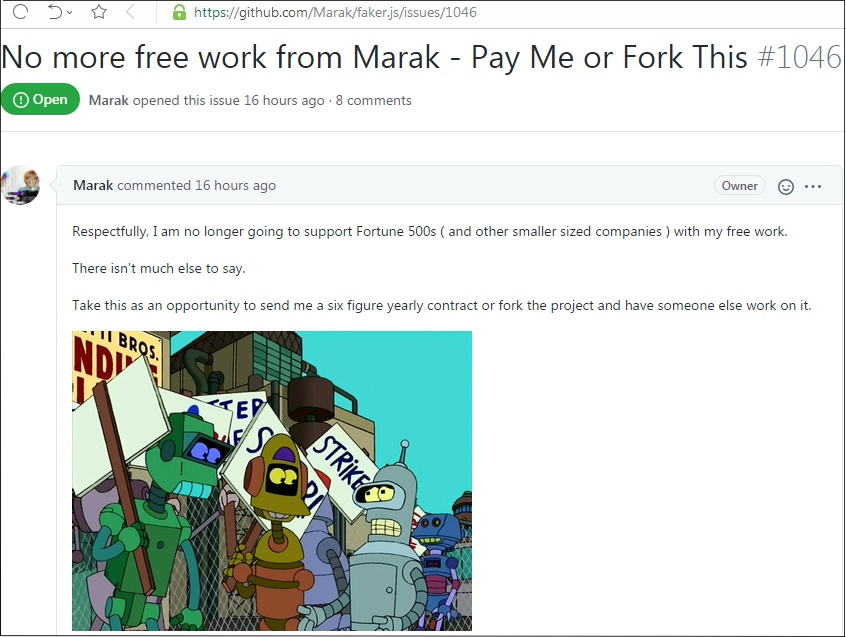 https://github.com/Marak/faker.js/issues/1046
No more free work from Marak - Pay Me or Fork This #1046
Open Marak opened this issue 16 hours ago · 8 comments
Marak commented 16 hours ago Owner
Respectfully, I am no longer going to support Fortune 500s ( and other smaller sized companies ) with my free work.
There isn't much else to say.
Take this as an opportunity to send me a six figure yearly contract or fork the project and have someone else work on it.
BROS.
STRIKE